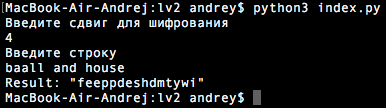 MacBook-Air-Andrej:lv2 andrey$ python3 index.py
Введите сдвиг для шифрования
4
Введите строку
baall and house
Result: "feeppdeshdmtywi"
MacBook-Air-Andrej:lv2 andrey$